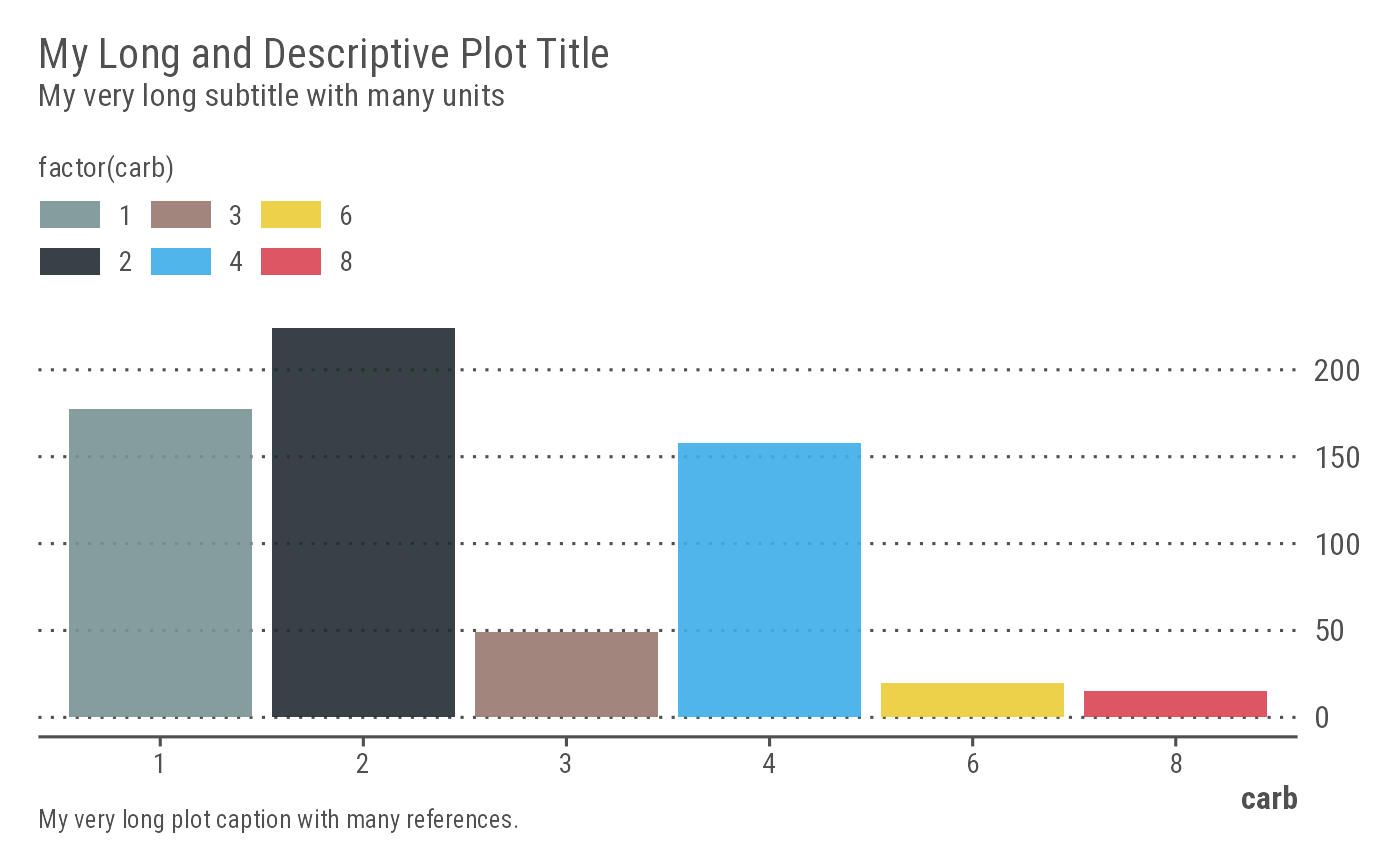 My Long and Descriptive Plot Title
My very long subtitle with many units
factor(carb)
1 3 6
2 4 8
200
150
100
50
0
1 2 3 4 6 8
carb
My very long plot caption with many references.